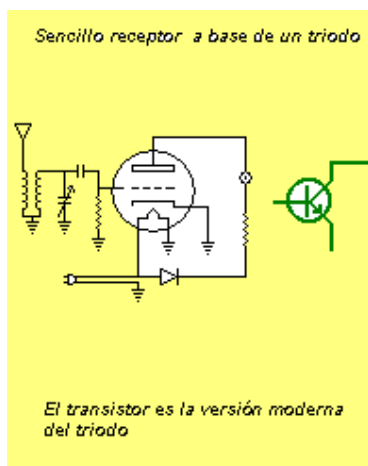 Sencillo receptor a base de un triodo
El transistor es la versión moderna
del triodo